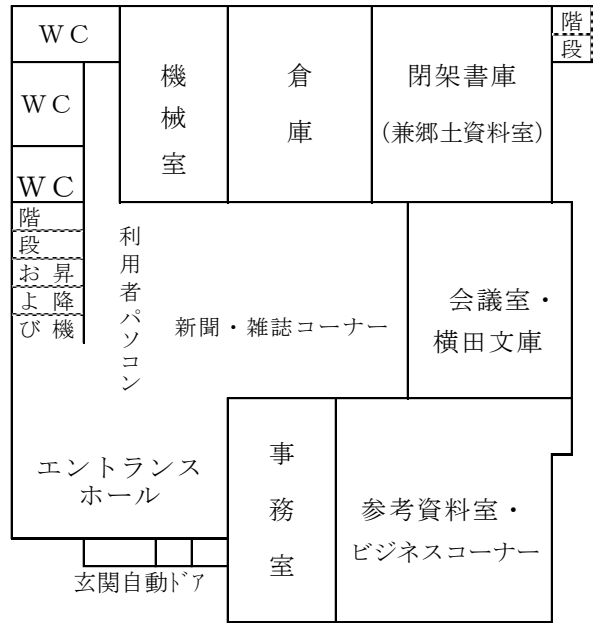 WC
階
段
WC
機械室
倉庫
閉架書庫
(兼郷土資料室)
WC
階
段
お昇
よ降
び機
利用者パソコン
新聞・雑誌コーナー
会議室・
横田文庫
エントランス
ホール
事務室
参考資料室・
ビジネスコーナー
玄関自動ドア